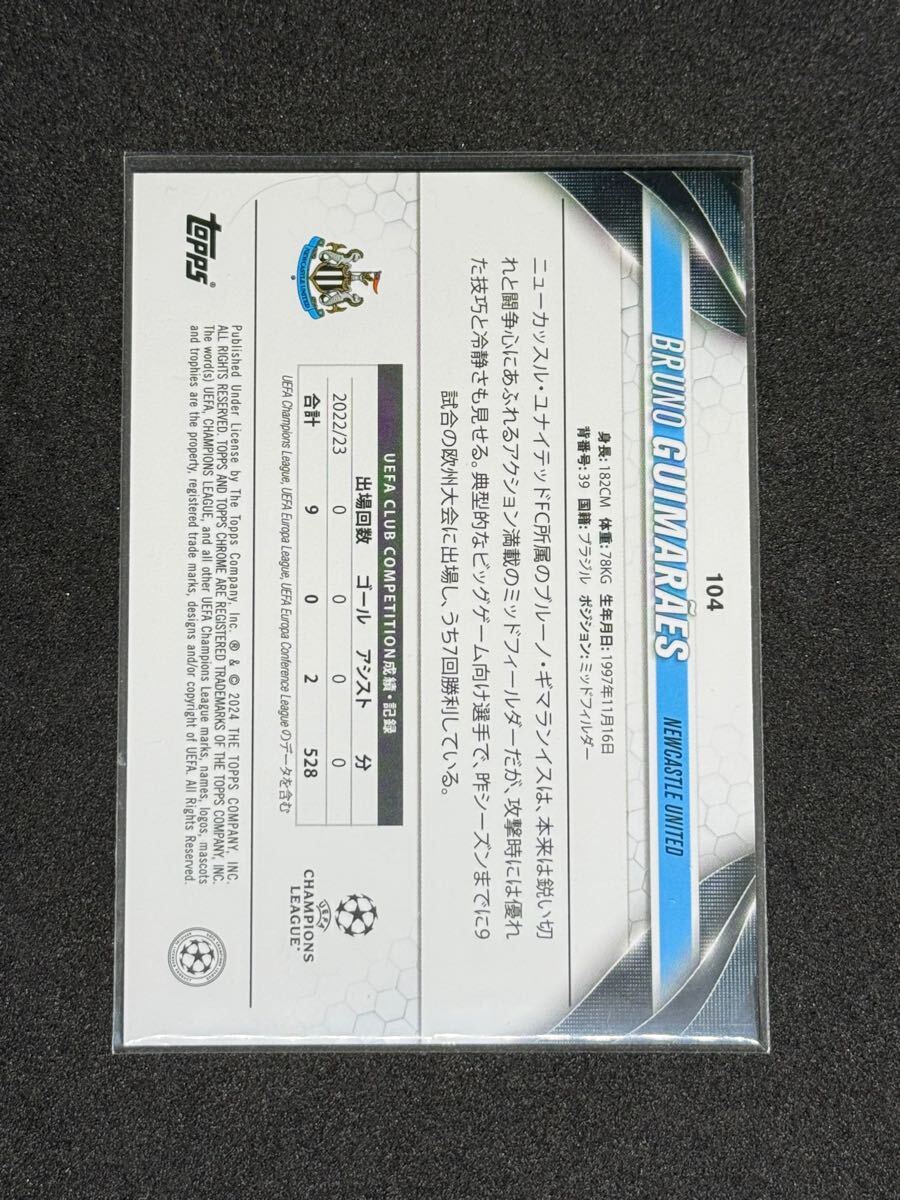 104
BRUNO GUIMARÃES
NEWCASTLE UNITED
身長: 182CM 体重: 78KG 生年月日: 1997年11月16日
背番号: 39 国籍: ブラジル ポジション: ミッドフィルダー
ニューカッスル・ユナイテッドFC所属のブルーノ・ギマランイスは、本来は鋭い切
れと闘争心にあふれるアクション満載のミッドフィールダーだが、攻撃時には優れ
た技巧と冷静さも見せる。典型的なビッグゲーム向け選手で、昨シーズンまでに9
試合の欧州大会に出場し、うち7回勝利している。
UEFA CLUB COMPETITION成績・記録
出場回数 ゴール アシスト 分
2022/23 0 0 0 0
合計 9 0 2 528
UEFA Champions League, UEFA Europa League, UEFA Europa Conference League のデータを含む
NEWCASTLE UNITED
UEFA
CHAMPIONS
LEAGUE
topps®
Published Under License by The Topps Company, Inc. ® & © 2024 THE TOPPS COMPANY, INC.
ALL RIGHTS RESERVED. TOPPS AND TOPPS CHROME ARE REGISTERED TRADEMARKS OF THE TOPPS COMPANY, INC.
The word(s) UEFA, CHAMPIONS LEAGUE, and all other UEFA Champions League marks, names, logos, mascots
and trophies are the property, registered trade marks, designs and/or copyright of UEFA. All Rights Reserved.